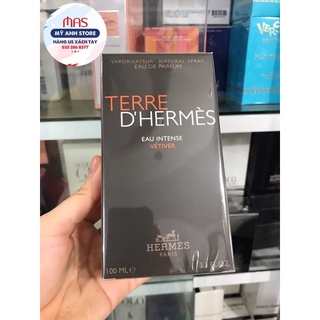 MAS
MỸ ANH STORE
HÀNG US XÁCH TAY
VAPORISATEUR NATURAL SPRAY
EAU DE PARFUM
TERRE
D'HERMÈS
EAU INTENSE
VÉTIVER
HERMÈS
PARIS
100 ML℮